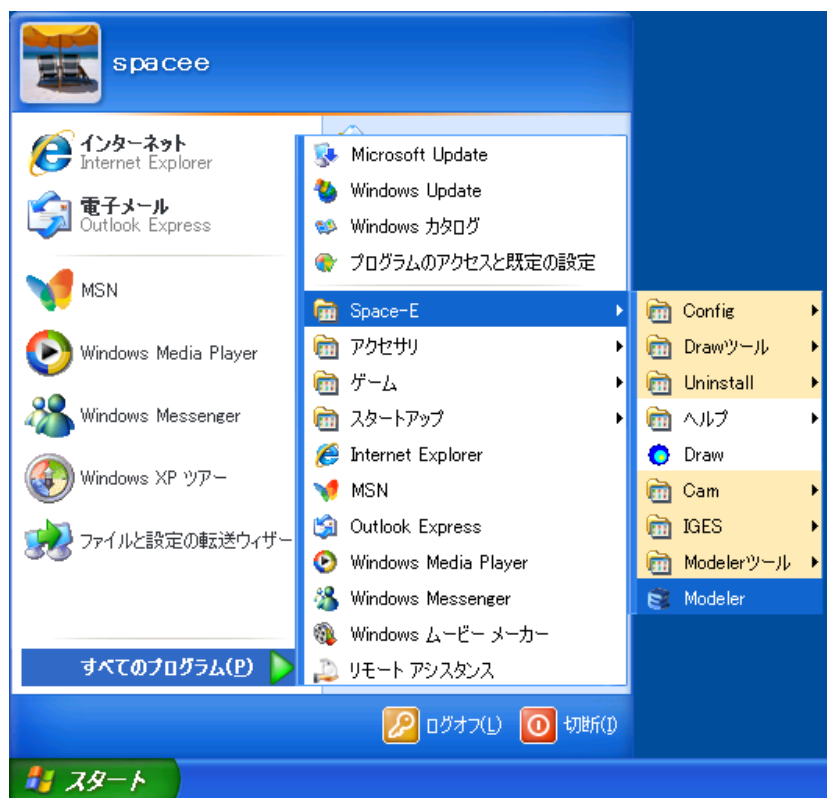 spacee
インターネット
Internet Explorer
電子メール
Outlook Express
MSN
Windows Media Player
Windows Messenger
Windows XP ツアー
ファイルと設定の転送ウィザー
すべてのプログラム(P)
Microsoft Update
Windows Update
Windows カタログ
プログラムのアクセスと既定の設定
Space-E
アクセサリ
ゲーム
スタートアップ
Internet Explorer
MSN
Outlook Express
Windows Media Player
Windows Messenger
Windows ムービー メーカー
リモート アシスタンス
Config
Drawツール
Uninstall
ヘルプ
Draw
Cam
IGES
Modelerツール
Modeler
ログオフ(L)
切断(I)
スタート